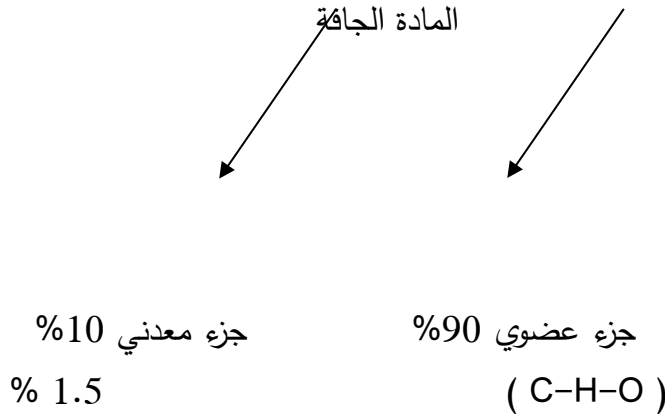 المادة الجافة
جزء عضوي 90% جزء معدني 10%
( C-H-O ) 1.5 %